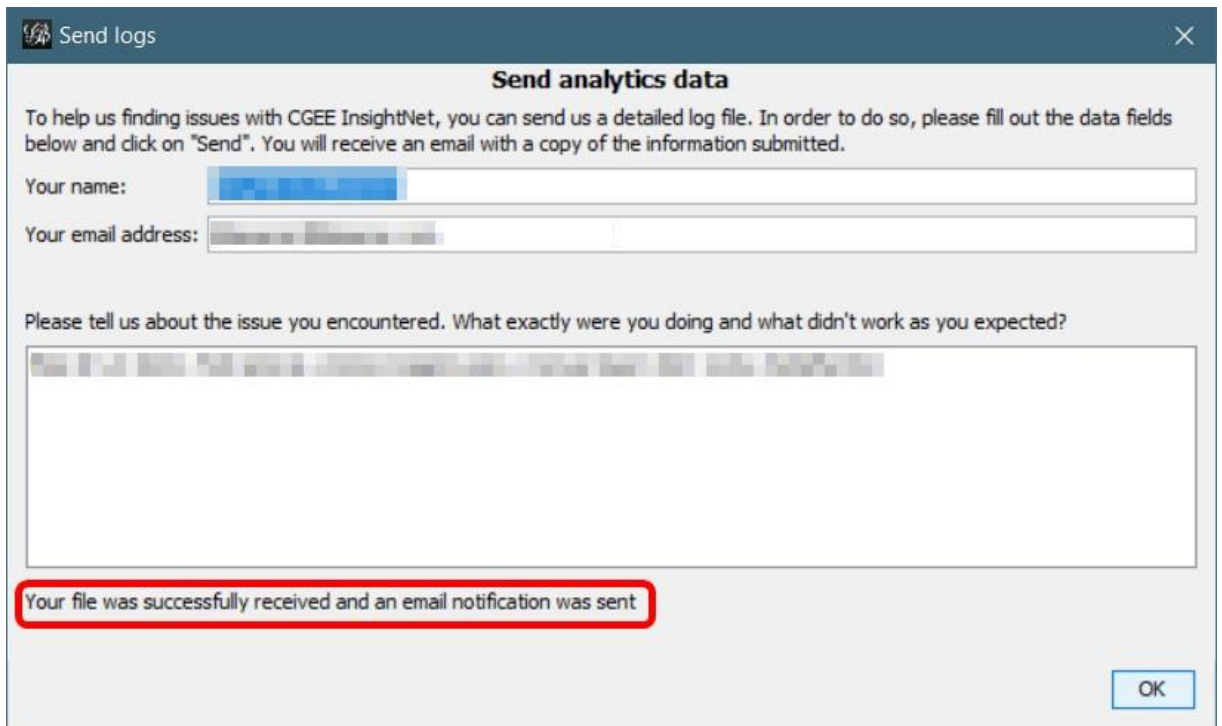 Send logs
Send analytics data
To help us finding issues with CGEE InsightNet, you can send us a detailed log file. In order to do so, please fill out the data fields
below and click on "Send". You will receive an email with a copy of the information submitted.
Your name:
Your email address:
Please tell us about the issue you encountered. What exactly were you doing and what didn't work as you expected?
Your file was successfully received and an email notification was sent
OK